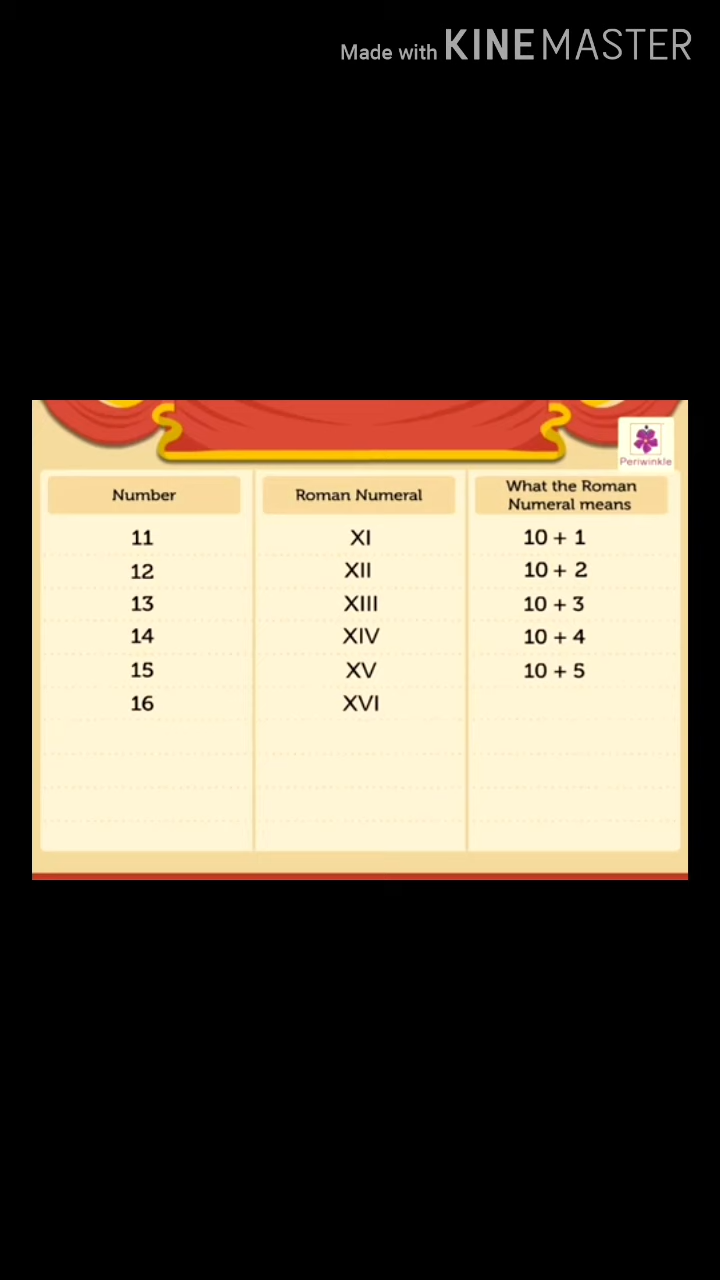 Made with KINEMASTER
Periwinkle
Number Roman Numeral What the Roman Numeral means
11 XI 10 + 1
12 XII 10 + 2
13 XIII 10 + 3
14 XIV 10 + 4
15 XV 10 + 5
16 XVI